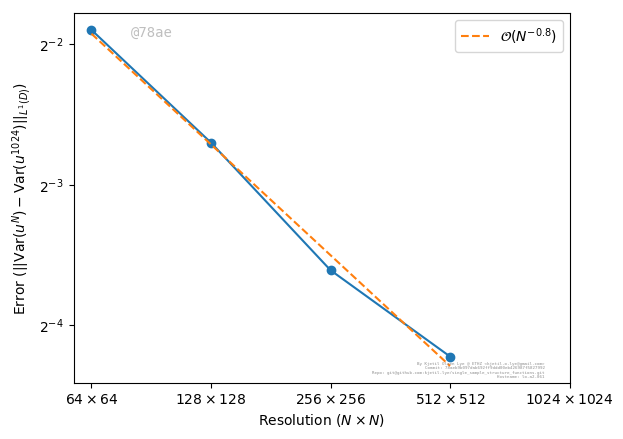 @78ae
𝒪(N^{-0.8})
Error (||Var(u^N) − Var(u^{1024})||_{L^1(D)})
2^{-2}
2^{-3}
2^{-4}
64 × 64
128 × 128
256 × 256
512 × 512
1024 × 1024
Resolution (N × N)